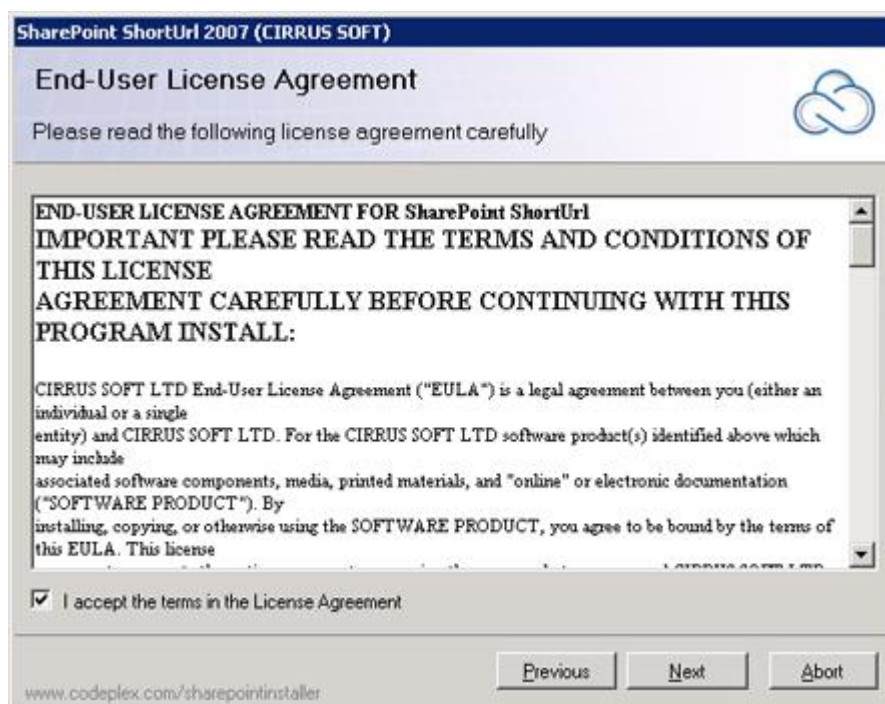 SharePoint ShortUrl 2007 (CIRRUS SOFT)
End-User License Agreement
Please read the following license agreement carefully
END-USER LICENSE AGREEMENT FOR SharePoint ShortUrl
IMPORTANT PLEASE READ THE TERMS AND CONDITIONS OF
THIS LICENSE
AGREEMENT CAREFULLY BEFORE CONTINUING WITH THIS
PROGRAM INSTALL:
CIRRUS SOFT LTD End-User License Agreement ("EULA") is a legal agreement between you (either an
individual or a single
entity) and CIRRUS SOFT LTD. For the CIRRUS SOFT LTD software product(s) identified above which
may include
associated software components, media, printed materials, and "online" or electronic documentation
("SOFTWARE PRODUCT"). By
installing, copying, or otherwise using the SOFTWARE PRODUCT, you agree to be bound by the terms of
this EULA. This license
I accept the terms in the License Agreement
Previous
Next
Abort
www.codeplex.com/sharepointinstaller